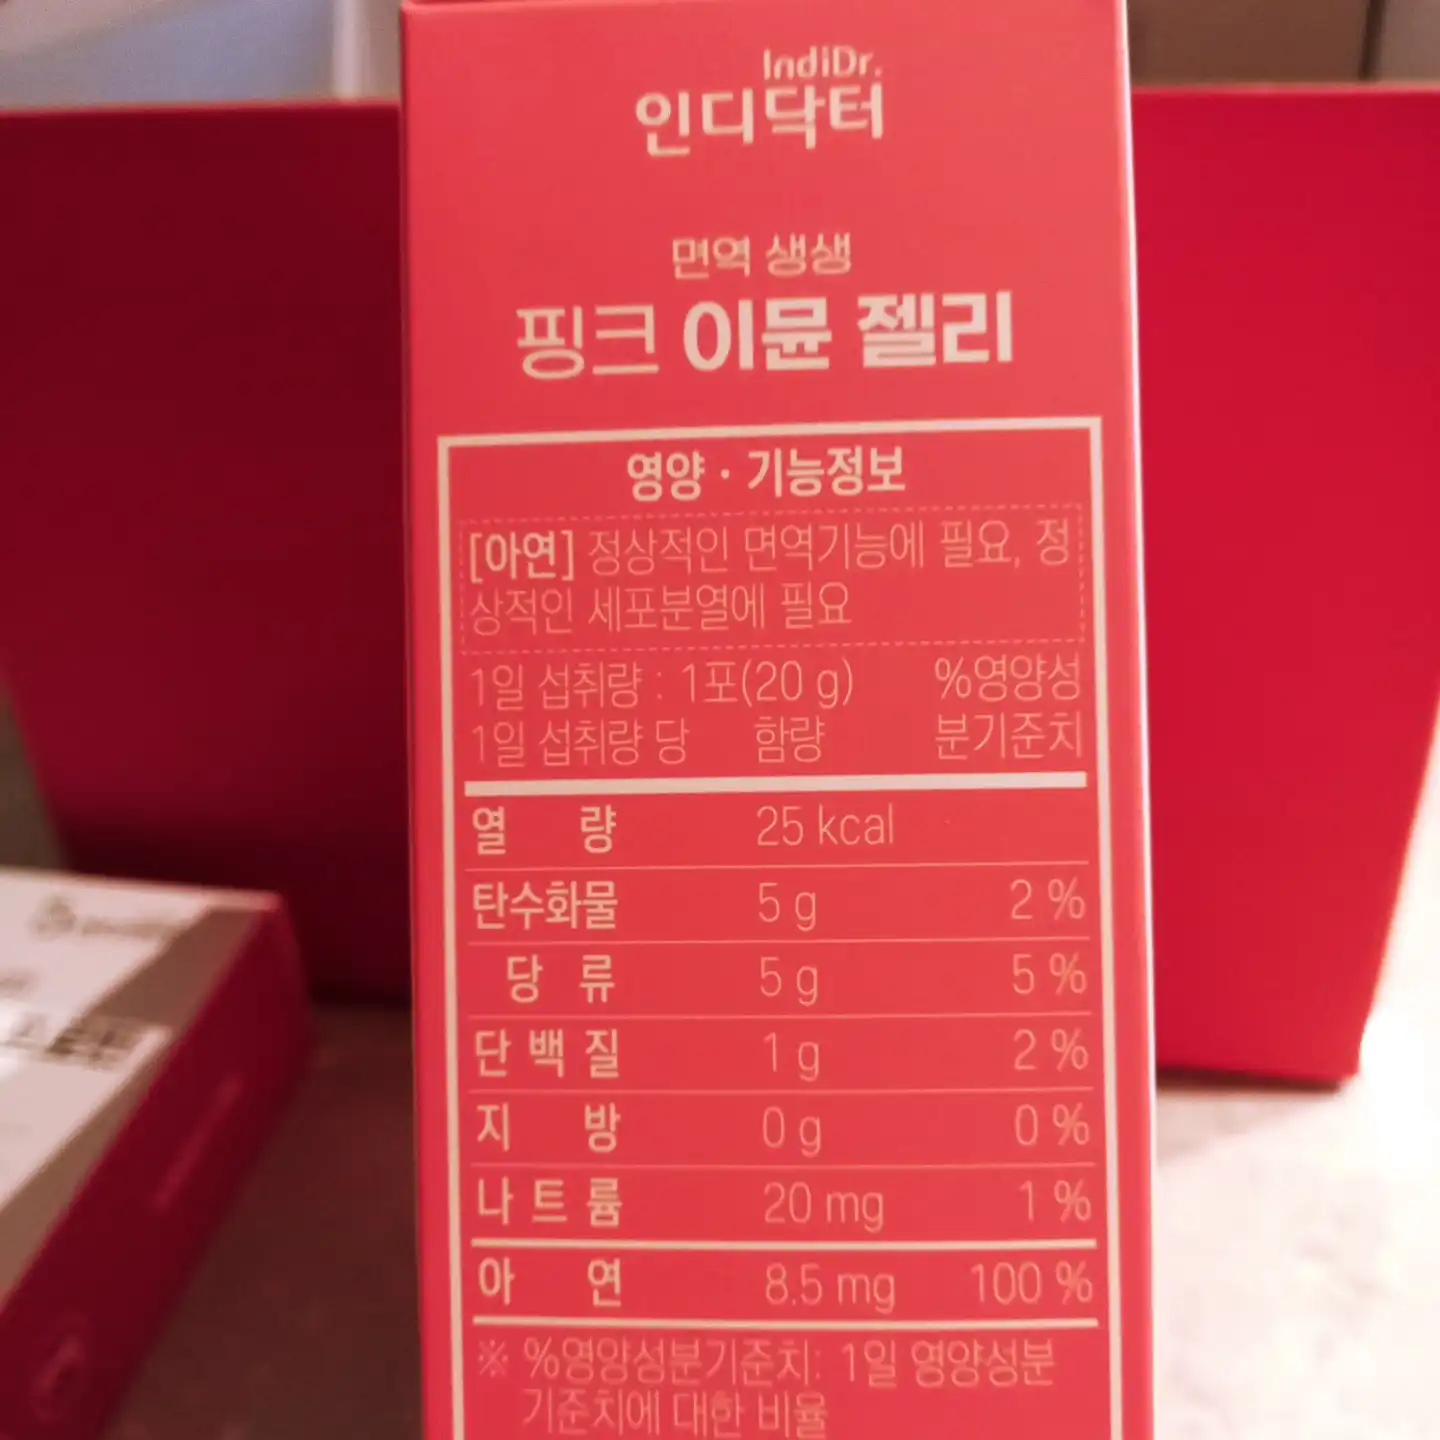 IndiDr.
인디닥터
면역 생생
핑크 이뮨 젤리
영양 · 기능정보
[아연] 정상적인 면역기능에 필요, 정
상적인 세포분열에 필요
1일 섭취량 : 1포(20 g) %영양성
1일 섭취량 당 함량 분기준치
열 량 25 kcal
탄수화물 5 g 2 %
당 류 5 g 5 %
단 백 질 1 g 2 %
지 방 0 g 0 %
나 트 륨 20 mg 1 %
아 연 8.5 mg 100 %
※ %영양성분기준치: 1일 영양성분
기준치에 대한 비율